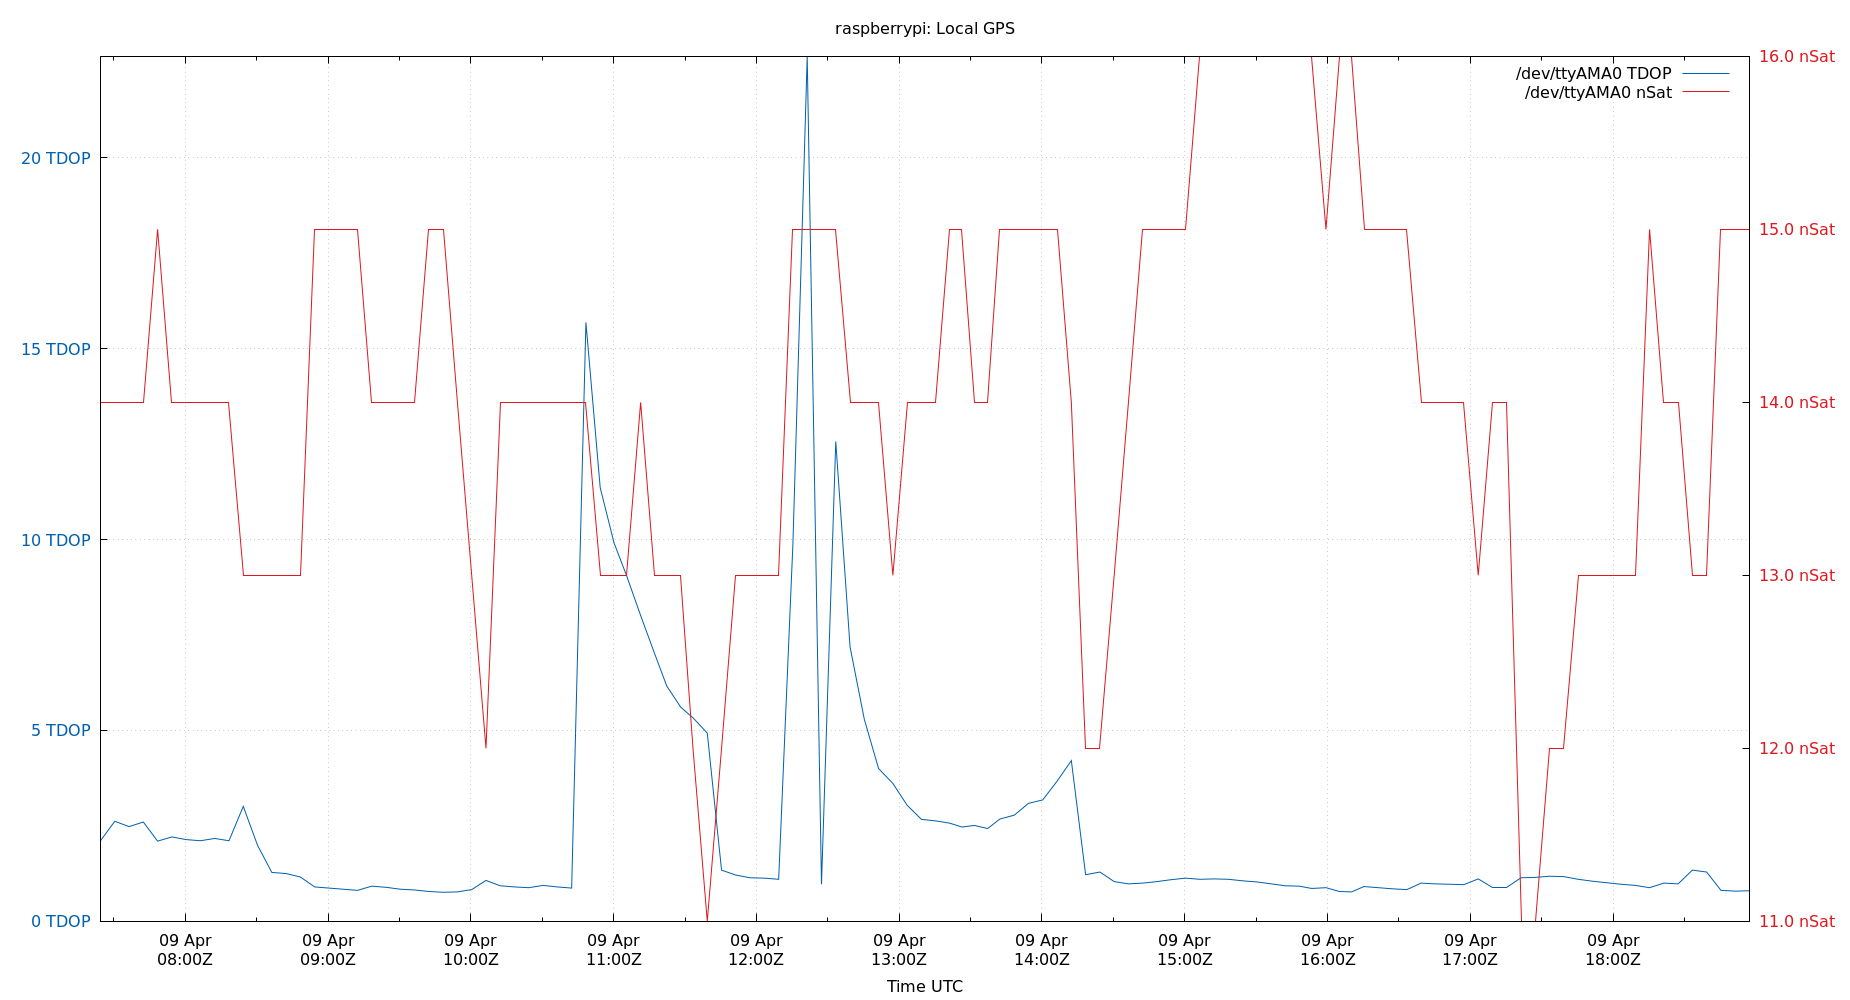 raspberrypi: Local GPS
16.0 nSat
/dev/ttyAMA0 TDOP
/dev/ttyAMA0 nSat
20 TDOP
15.0 nSat
15 TDOP
14.0 nSat
10 TDOP
13.0 nSat
5 TDOP
12.0 nSat
0 TDOP
11.0 nSat
09 Apr 09 Apr 09 Apr 09 Apr 09 Apr 09 Apr 09 Apr 09 Apr 09 Apr 09 Apr 09 Apr
08:00Z 09:00Z 10:00Z 11:00Z 12:00Z 13:00Z 14:00Z 15:00Z 16:00Z 17:00Z 18:00Z
Time UTC